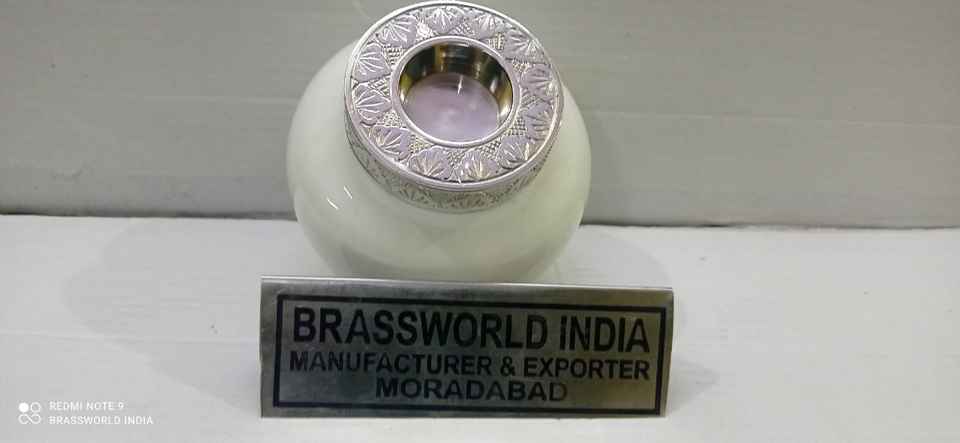 BRASSWORLD INDIA
MANUFACTURER & EXPORTER
MORADABAD
REDMI NOTE 9
BRASSWORLD INDIA